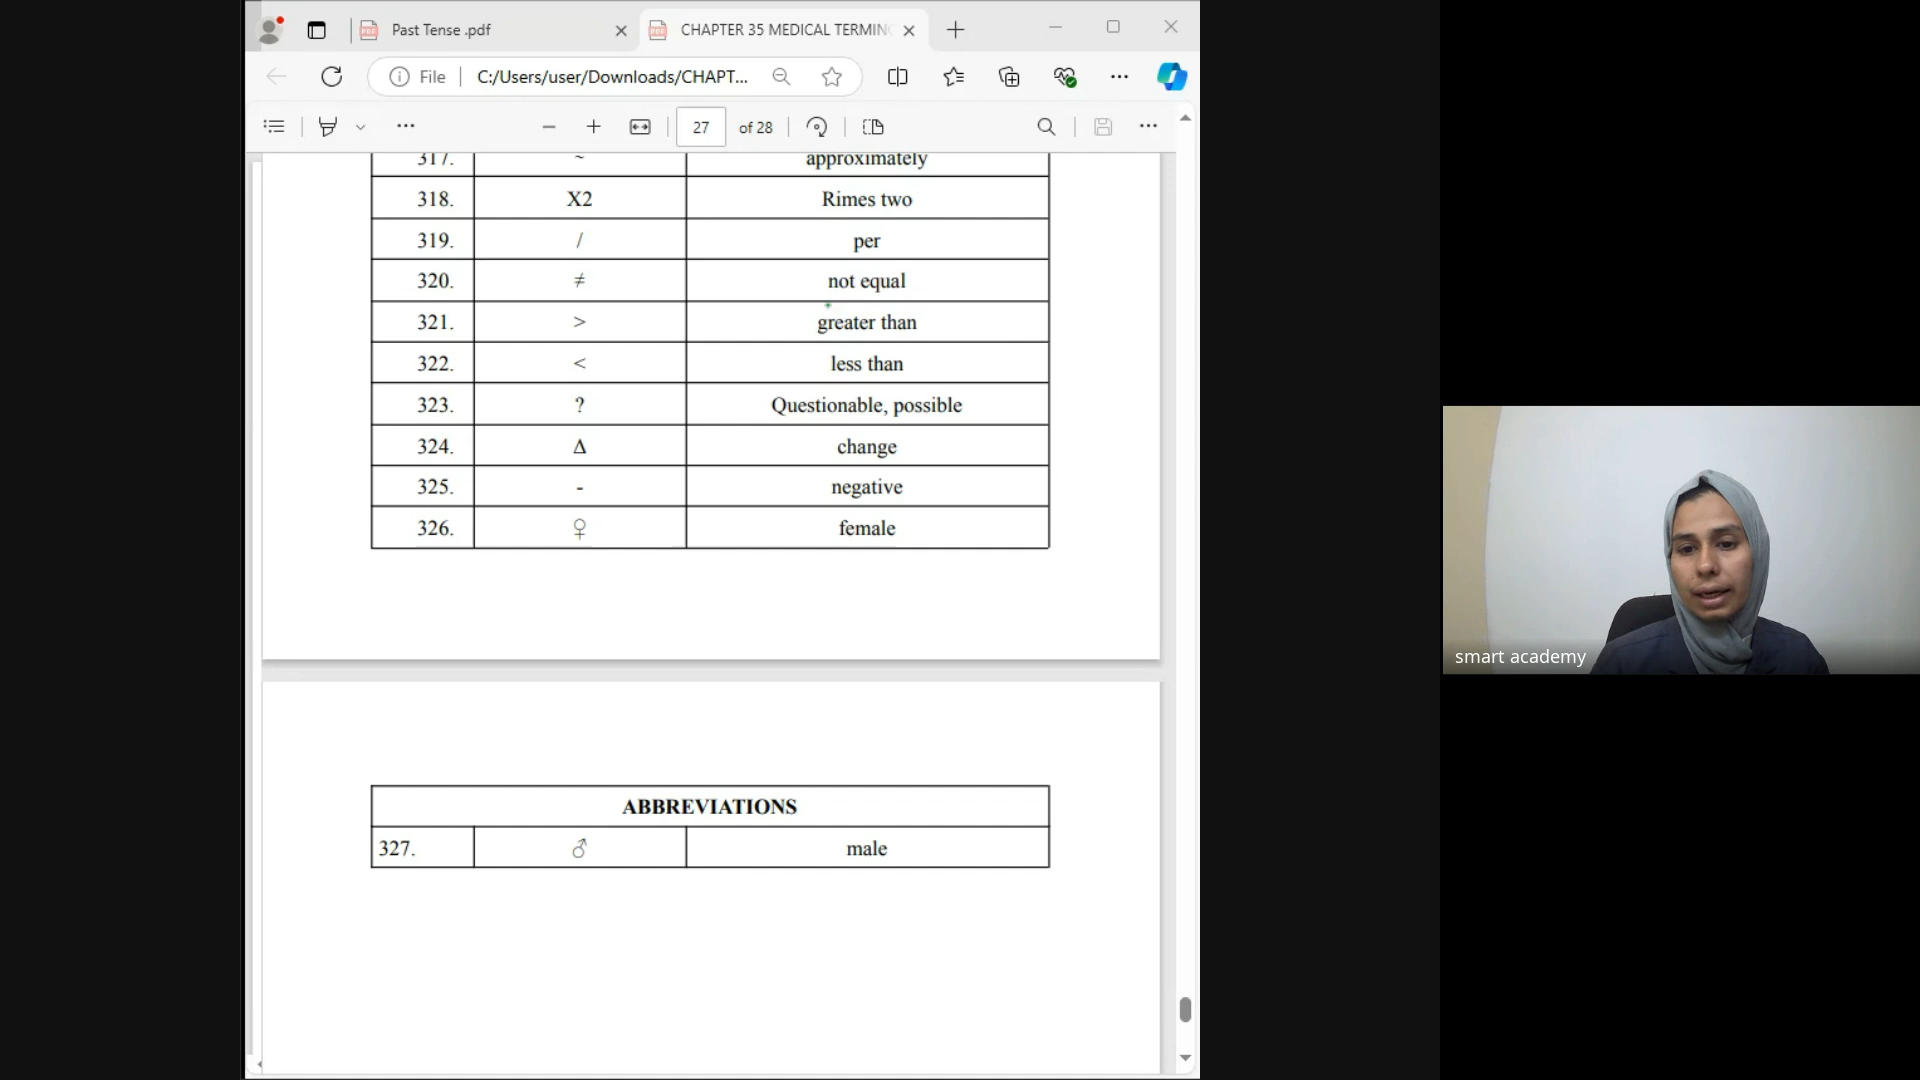 Past Tense .pdf
CHAPTER 35 MEDICAL TERMIN
File
C:/Users/user/Downloads/CHAPT...
27 of 28
317. ~ approximately
318. X2 Rimes two
319. / per
320. ≠ not equal
321. > greater than
322. < less than
323. ? Questionable, possible
324. Δ change
325. - negative
326. ♀ female
ABBREVIATIONS
327. ♂ male
smart academy